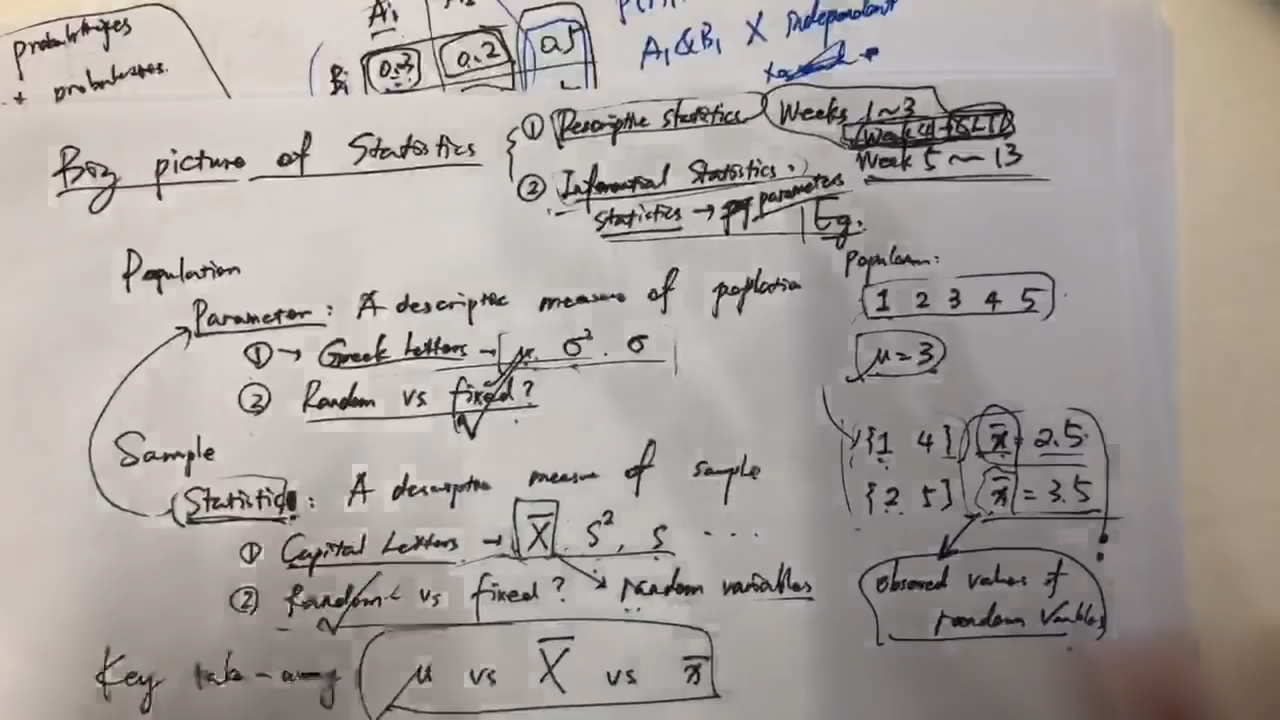 probabilities
+ probabilities.
A1
B1 0.3 0.2 0.5
A1&B1 X Independent
Big picture of Statistics
① Descriptive statistics Weeks 1~3
Week 4
Week 5 ~ 13
② Inferential Statistics.
statistics → parameters
Eg.
Population
Parameter: A descriptive measure of population
① → Greek Letters → μ, σ², σ
② Random vs fixed?
Sample
Statistic: A descriptive measure of sample
① Capital Letters → X̄, S², S ...
② Random vs fixed? → random variables
Key take-away μ vs X̄ vs x̄
Population:
1 2 3 4 5
μ = 3
{1 4} x̄ = 2.5
{2 5} x̄ = 3.5
observed values of
random variables